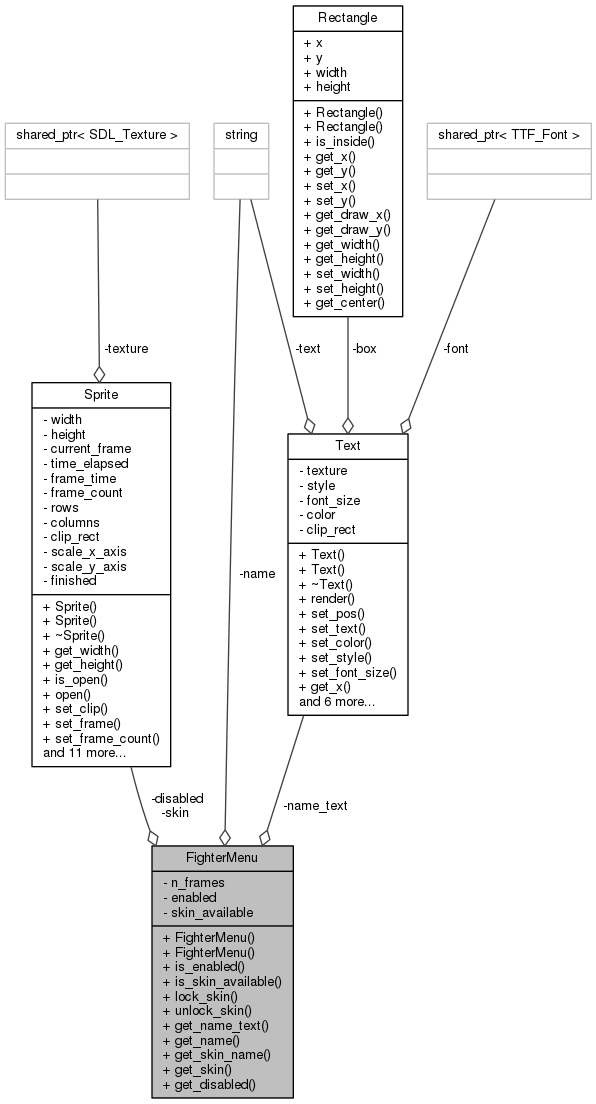 Rectangle
+ x
+ y
+ width
+ height
+ Rectangle()
+ Rectangle()
+ is_inside()
+ get_x()
+ get_y()
+ set_x()
+ set_y()
+ get_draw_x()
+ get_draw_y()
+ get_width()
+ get_height()
+ set_width()
+ set_height()
+ get_center()
shared_ptr< SDL_Texture >
string
shared_ptr< TTF_Font >
-texture
-text
-box
-font
Sprite
- width
- height
- current_frame
- time_elapsed
- frame_time
- frame_count
- rows
- columns
- clip_rect
- scale_x_axis
- scale_y_axis
- finished
+ Sprite()
+ Sprite()
+ ~Sprite()
+ get_width()
+ get_height()
+ is_open()
+ open()
+ set_clip()
+ set_frame()
+ set_frame_count()
and 11 more...
Text
- texture
- style
- font_size
- color
- clip_rect
+ Text()
+ Text()
+ ~Text()
+ render()
+ set_pos()
+ set_text()
+ set_color()
+ set_style()
+ set_font_size()
+ get_x()
and 6 more...
-name
-disabled
-skin
-name_text
FighterMenu
- n_frames
- enabled
- skin_available
+ FighterMenu()
+ FighterMenu()
+ is_enabled()
+ is_skin_available()
+ lock_skin()
+ unlock_skin()
+ get_name_text()
+ get_name()
+ get_skin_name()
+ get_skin()
+ get_disabled()